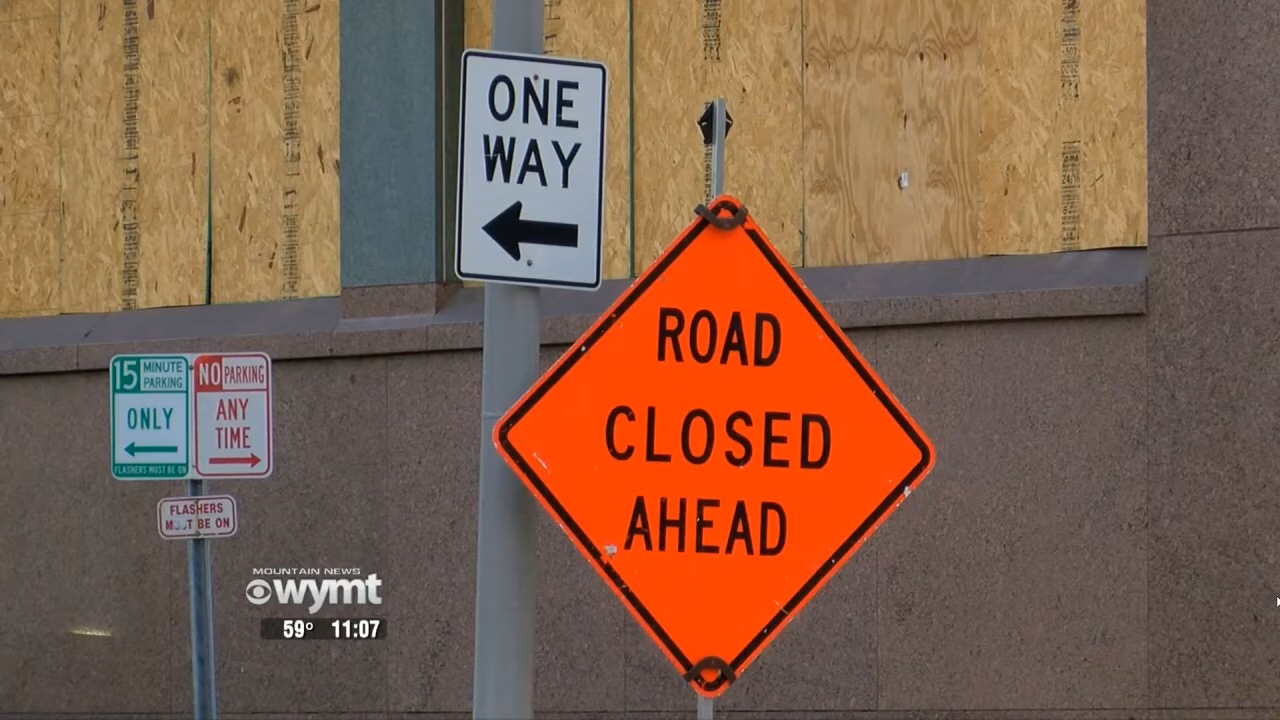 ONE
WAY
ROAD
CLOSED
AHEAD
15 MINUTE
PARKING
ONLY
FLASHERS MUST BE ON
NO PARKING
ANY
TIME
FLASHERS
MUST BE ON
MOUNTAIN NEWS
wymt
59° 11:07